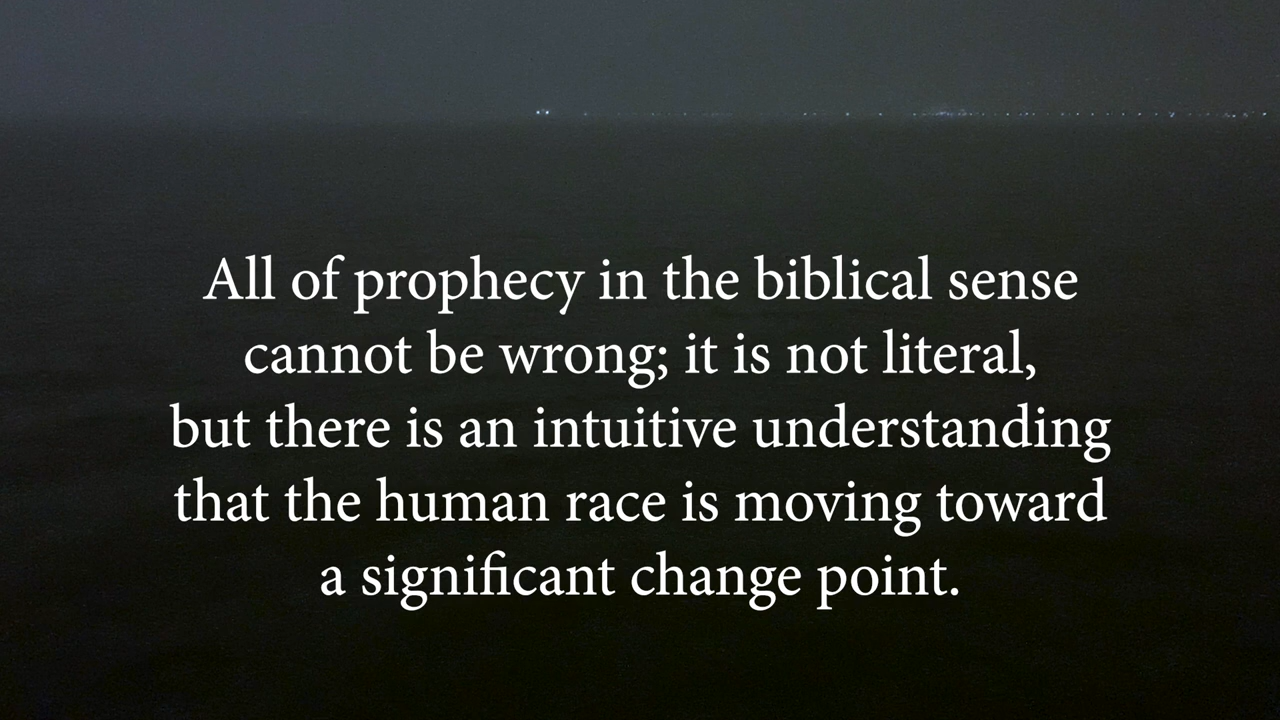 All of prophecy in the biblical sense
cannot be wrong; it is not literal,
but there is an intuitive understanding
that the human race is moving toward
a significant change point.